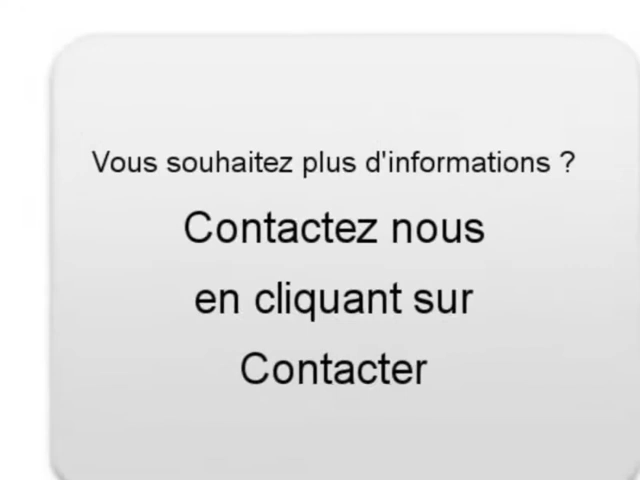 Vous souhaitez plus d'informations ?
Contactez nous
en cliquant sur
Contacter